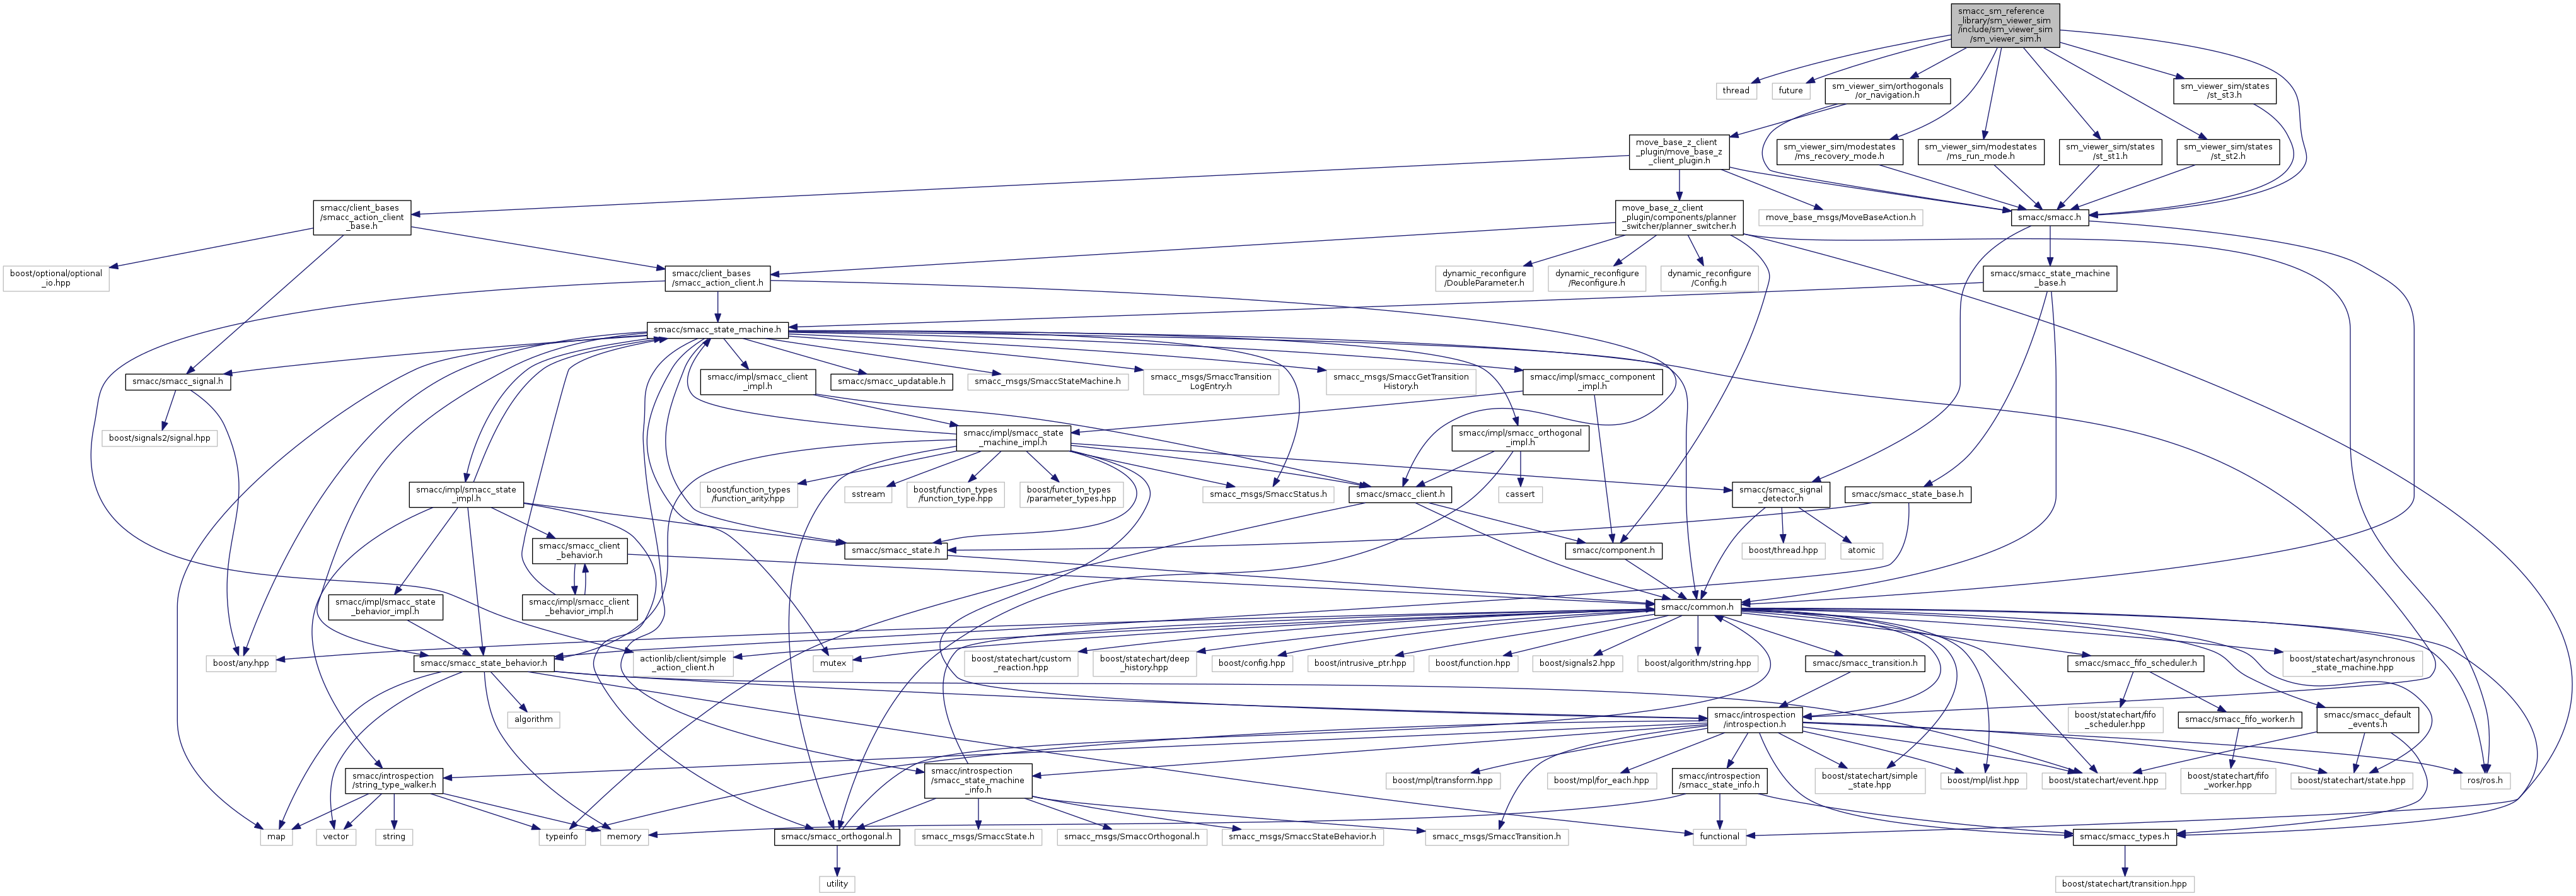 smacc_sm_reference
_library/sm_viewer_sim
/include/sm_viewer_sim
/sm_viewer_sim.h
thread
future
sm_viewer_sim/orthogonals
/or_navigation.h
sm_viewer_sim/states
/st_st3.h
move_base_z_client
_plugin/move_base_z
_client_plugin.h
sm_viewer_sim/modestates
/ms_recovery_mode.h
sm_viewer_sim/modestates
/ms_run_mode.h
sm_viewer_sim/states
/st_st1.h
sm_viewer_sim/states
/st_st2.h
smacc/client_bases
/smacc_action_client
_base.h
move_base_z_client
_plugin/components/planner
_switcher/planner_switcher.h
move_base_msgs/MoveBaseAction.h
smacc/smacc.h
boost/optional/optional
_io.hpp
smacc/client_bases
/smacc_action_client.h
dynamic_reconfigure
/DoubleParameter.h
dynamic_reconfigure
/Reconfigure.h
dynamic_reconfigure
/Config.h
smacc/smacc_state_machine
_base.h
smacc/smacc_state_machine.h
smacc/smacc_signal.h
smacc/impl/smacc_client
_impl.h
smacc/smacc_updatable.h
smacc_msgs/SmaccStateMachine.h
smacc_msgs/SmaccTransition
LogEntry.h
smacc_msgs/SmaccGetTransition
History.h
smacc/impl/smacc_component
_impl.h
boost/signals2/signal.hpp
smacc/impl/smacc_state
_machine_impl.h
smacc/impl/smacc_orthogonal
_impl.h
smacc/impl/smacc_state
_impl.h
boost/function_types
/function_arity.hpp
sstream
boost/function_types
/function_type.hpp
boost/function_types
/parameter_types.hpp
smacc_msgs/SmaccStatus.h
smacc/smacc_client.h
cassert
smacc/smacc_signal
_detector.h
smacc/smacc_state_base.h
smacc/smacc_client
_behavior.h
smacc/smacc_state.h
smacc/component.h
boost/thread.hpp
atomic
smacc/impl/smacc_state
_behavior_impl.h
smacc/impl/smacc_client
_behavior_impl.h
smacc/common.h
boost/any.hpp
smacc/smacc_state_behavior.h
actionlib/client/simple
_action_client.h
mutex
boost/statechart/custom
_reaction.hpp
boost/statechart/deep
_history.hpp
boost/config.hpp
boost/intrusive_ptr.hpp
boost/function.hpp
boost/signals2.hpp
boost/algorithm/string.hpp
smacc/smacc_transition.h
smacc/smacc_fifo_scheduler.h
boost/statechart/asynchronous
_state_machine.hpp
algorithm
smacc/introspection
/introspection.h
boost/statechart/fifo
_scheduler.hpp
smacc/smacc_fifo_worker.h
smacc/smacc_default
_events.h
smacc/introspection
/string_type_walker.h
smacc/introspection
/smacc_state_machine
_info.h
boost/mpl/transform.hpp
boost/mpl/for_each.hpp
smacc/introspection
/smacc_state_info.h
boost/statechart/simple
_state.hpp
boost/mpl/list.hpp
boost/statechart/event.hpp
boost/statechart/fifo
_worker.hpp
boost/statechart/state.hpp
ros/ros.h
map
vector
string
typeinfo
memory
smacc/smacc_orthogonal.h
smacc_msgs/SmaccState.h
smacc_msgs/SmaccOrthogonal.h
smacc_msgs/SmaccStateBehavior.h
smacc_msgs/SmaccTransition.h
functional
smacc/smacc_types.h
utility
boost/statechart/transition.hpp